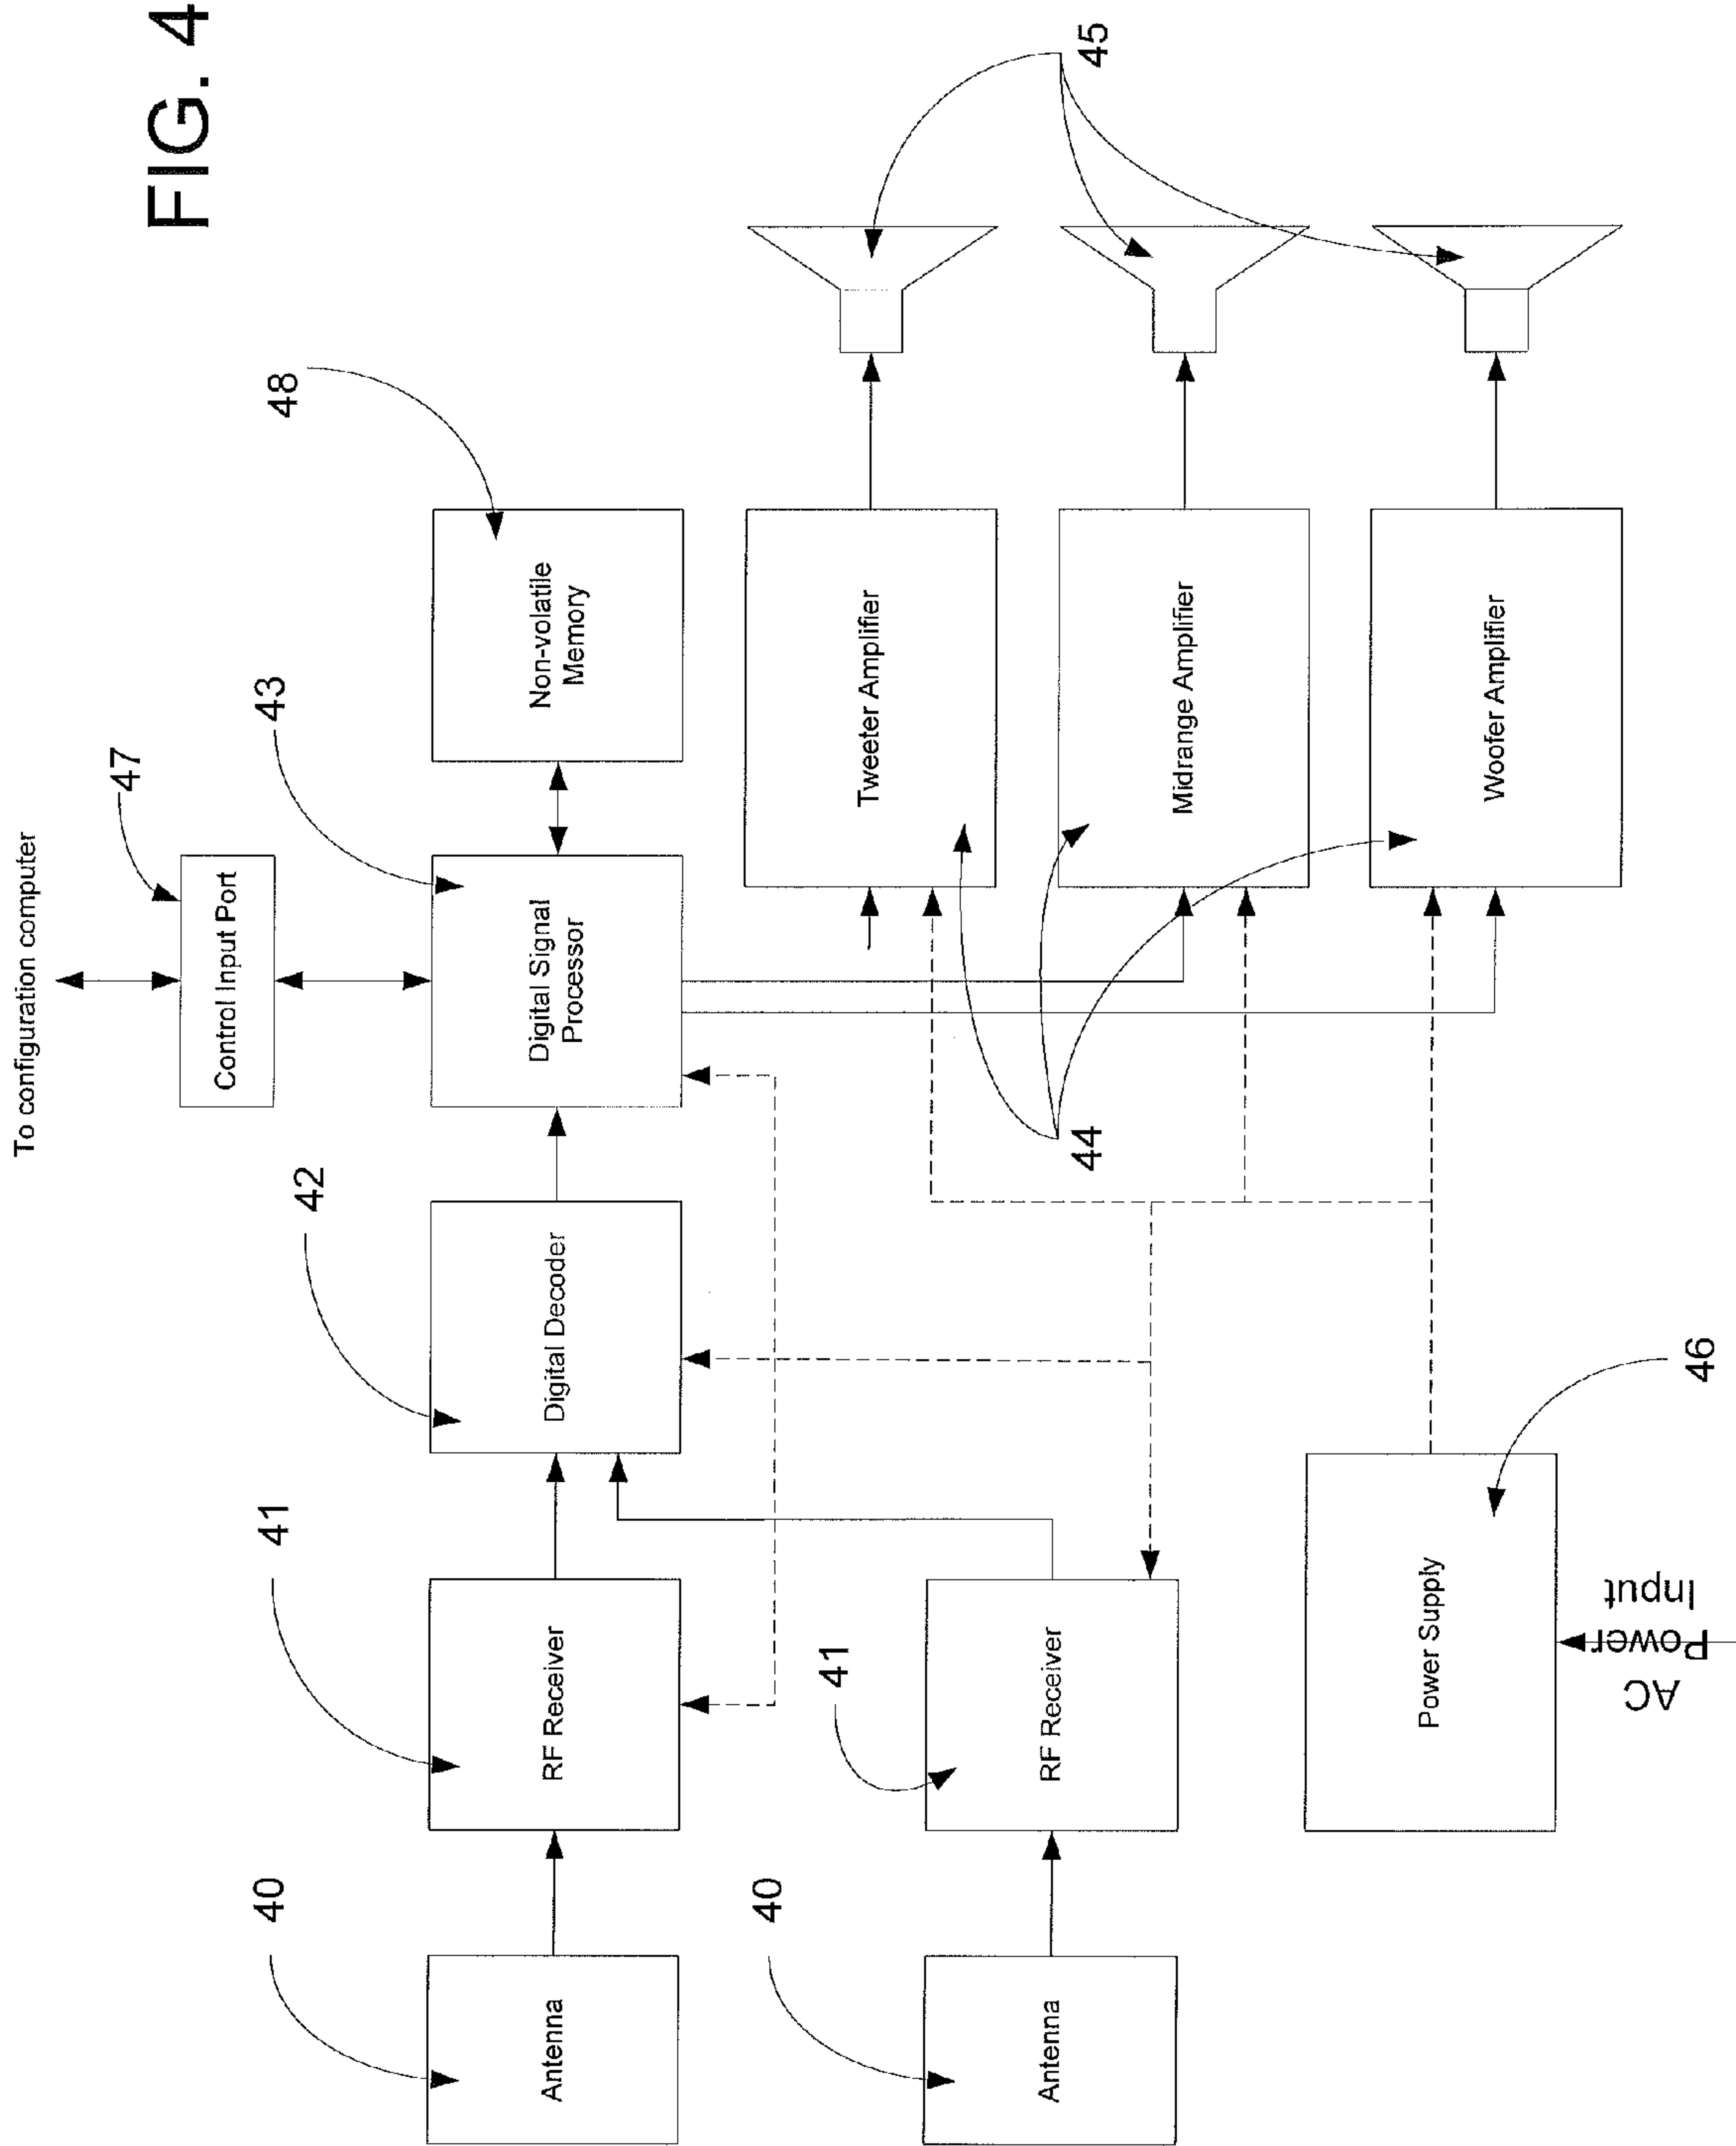 FIG. 4
To configuration computer
47
Control Input Port
43
48
42
41
40
Antenna
RF Receiver
Digital Decoder
Digital Signal
Processor
Non-volatile
Memory
40
41
Antenna
RF Receiver
44
45
Tweeter Amplifier
Midrange Amplifier
Woofer Amplifier
46
Power Supply
AC
Power
Input